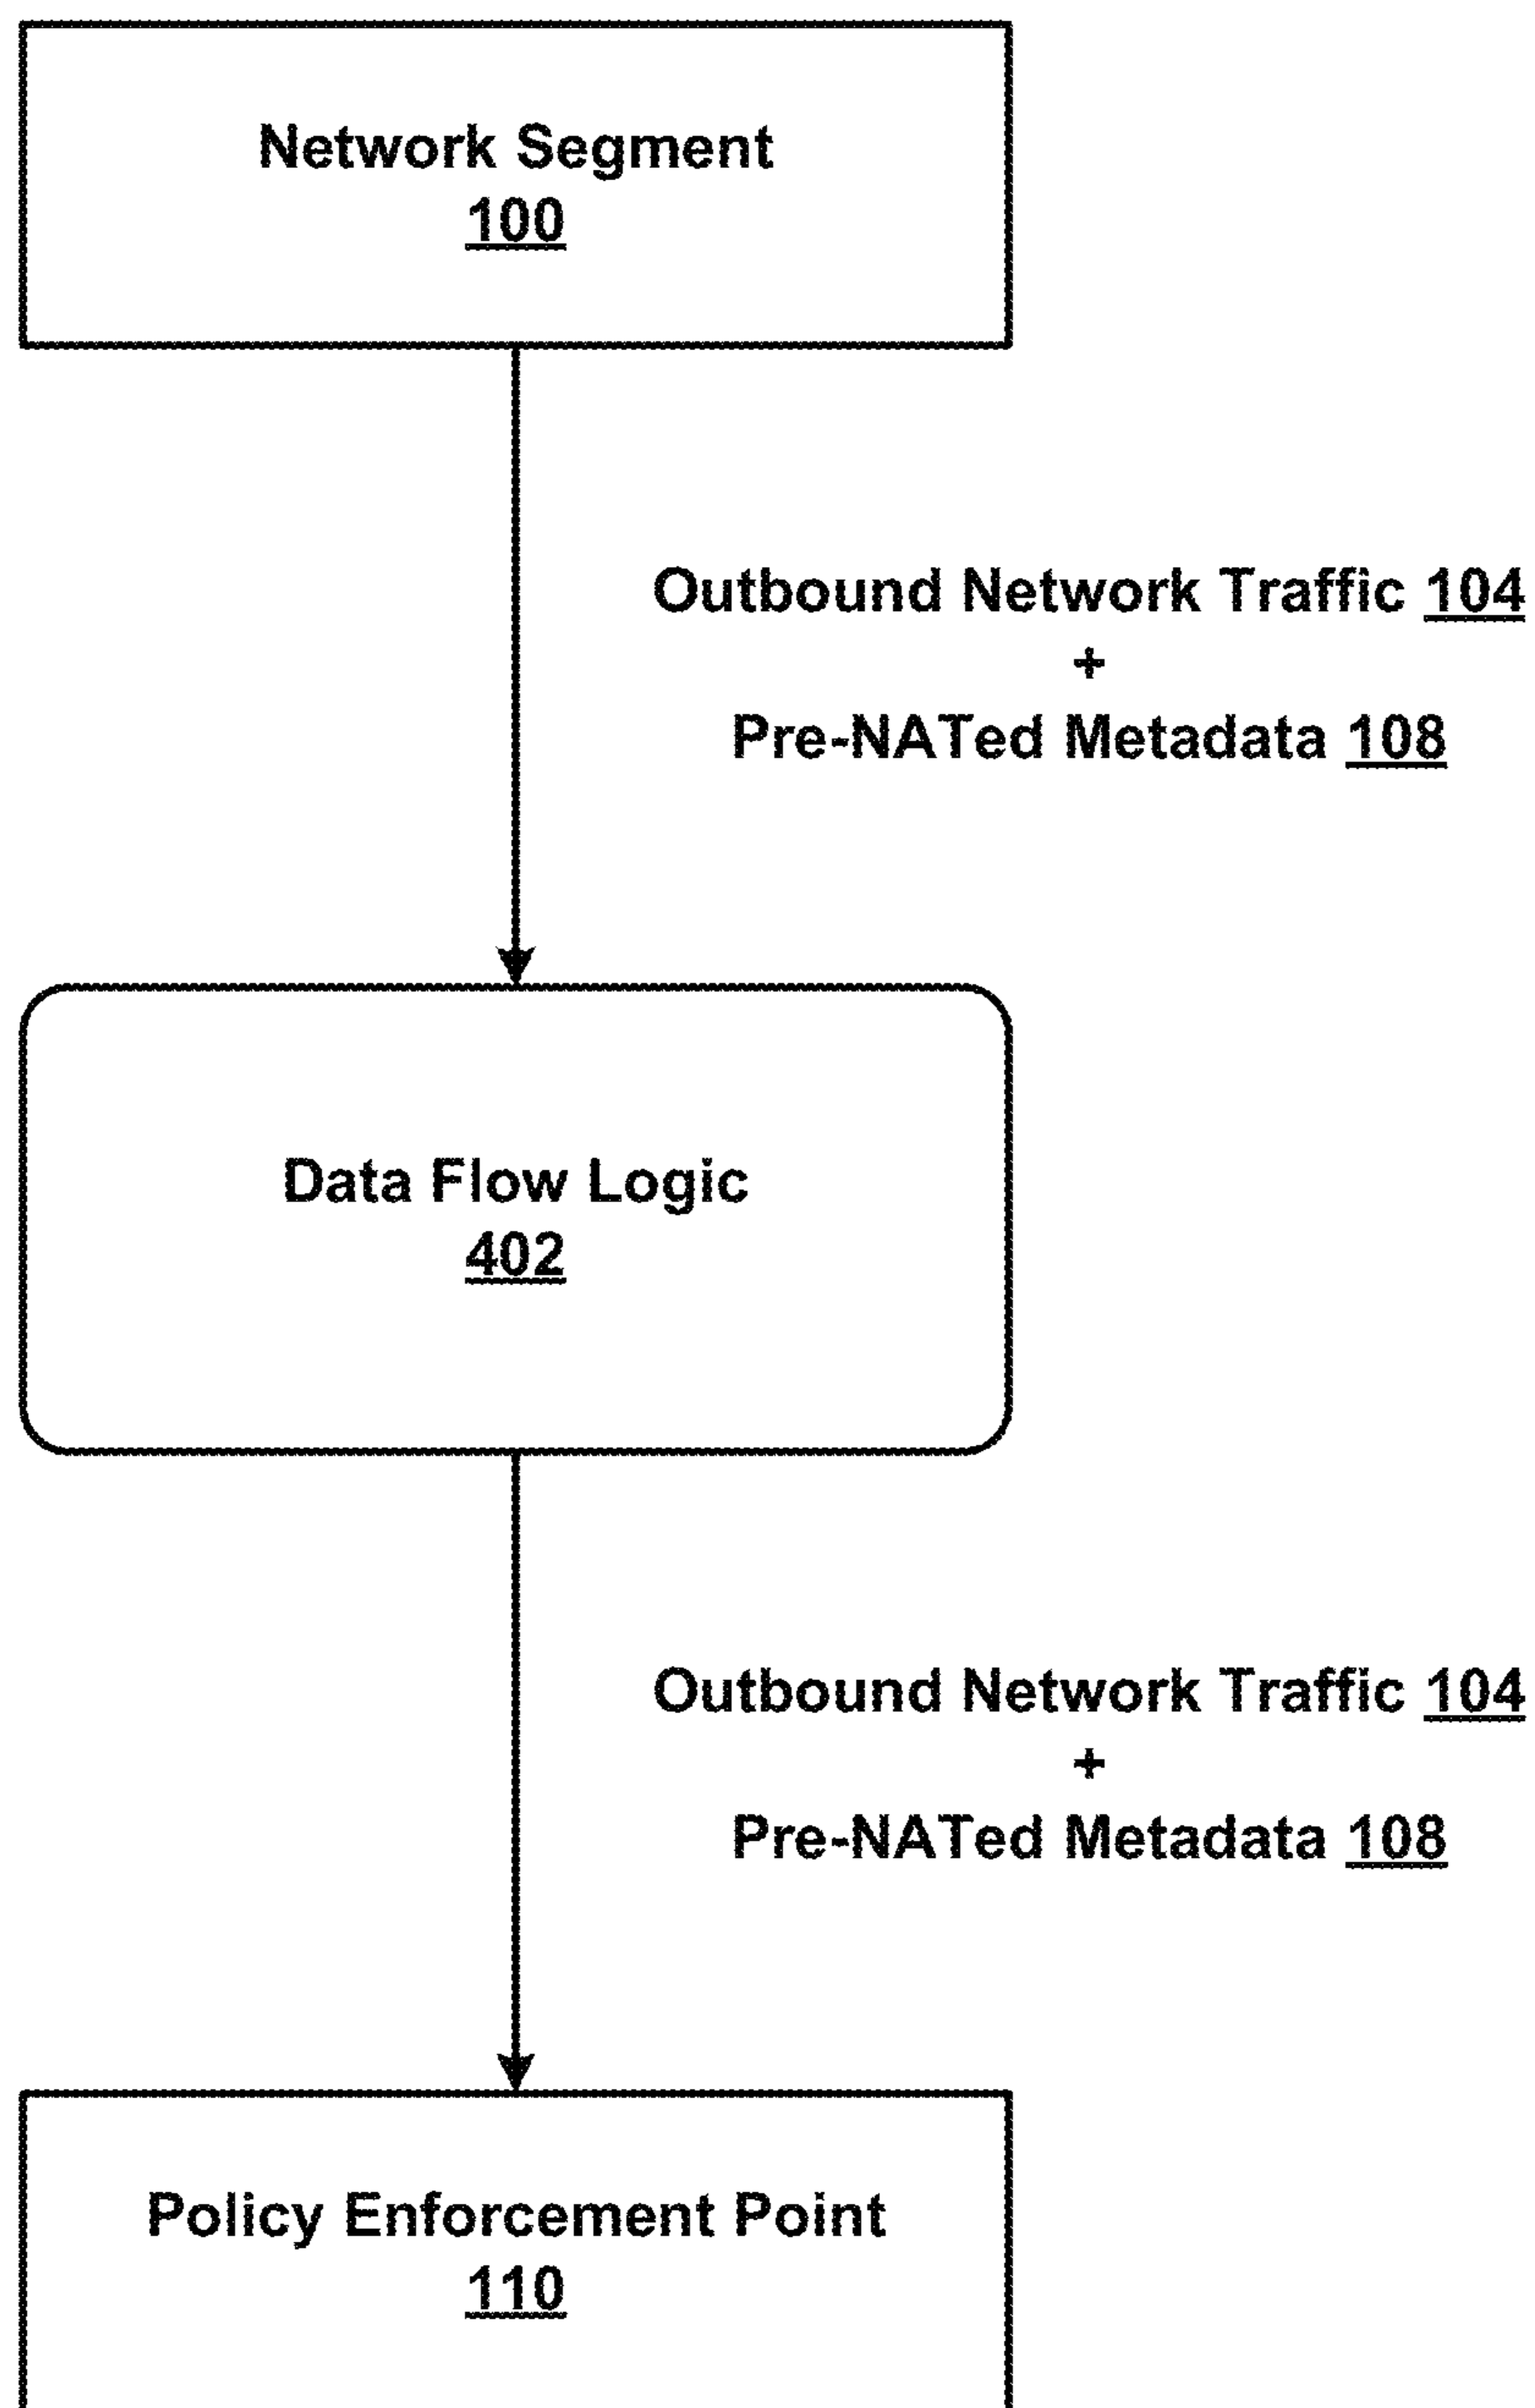 Network Segment
100
Outbound Network Traffic 104
+
Pre-NATed Metadata 108
Data Flow Logic
402
Outbound Network Traffic 104
+
Pre-NATed Metadata 108
Policy Enforcement Point
110